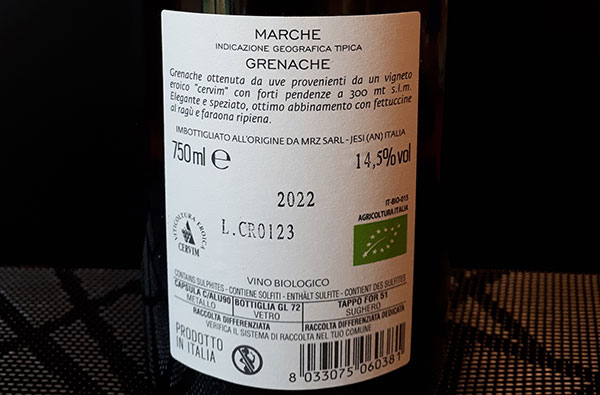 MARCHE
INDICAZIONE GEOGRAFICA TIPICA
GRENACHE
Grenache ottenuta da uve provenienti da un vigneto
eroico "cervim" con forti pendenze a 300 mt s.l.m.
Elegante e speziato, ottimo abbinamento con fettuccine
al ragù e faraona ripiena.
IMBOTTIGLIATO ALL'ORIGINE DA MRZ SARL - JESI (AN) ITALIA
750ml e 14,5%vol
2022
L.CR0123
VITICOLTURA EROICA
CERVIM
IT-BIO-015
AGRICOLTURA ITALIA
VINO BIOLOGICO
CONTAINS SULPHITES - CONTIENE SOLFITI - ENTHÄLT SULFITE - CONTIENT DES SULFITES
CAPSULA C/ALU90 BOTTIGLIA GL 72 TAPPO FOR 51
METALLO VETRO SUGHERO
RACCOLTA DIFFERENZIATA RACCOLTA DIFFERENZIATA DEDICATA
VERIFICA IL SISTEMA DI RACCOLTA NEL TUO COMUNE
PRODOTTO
IN ITALIA
8 033075 060381